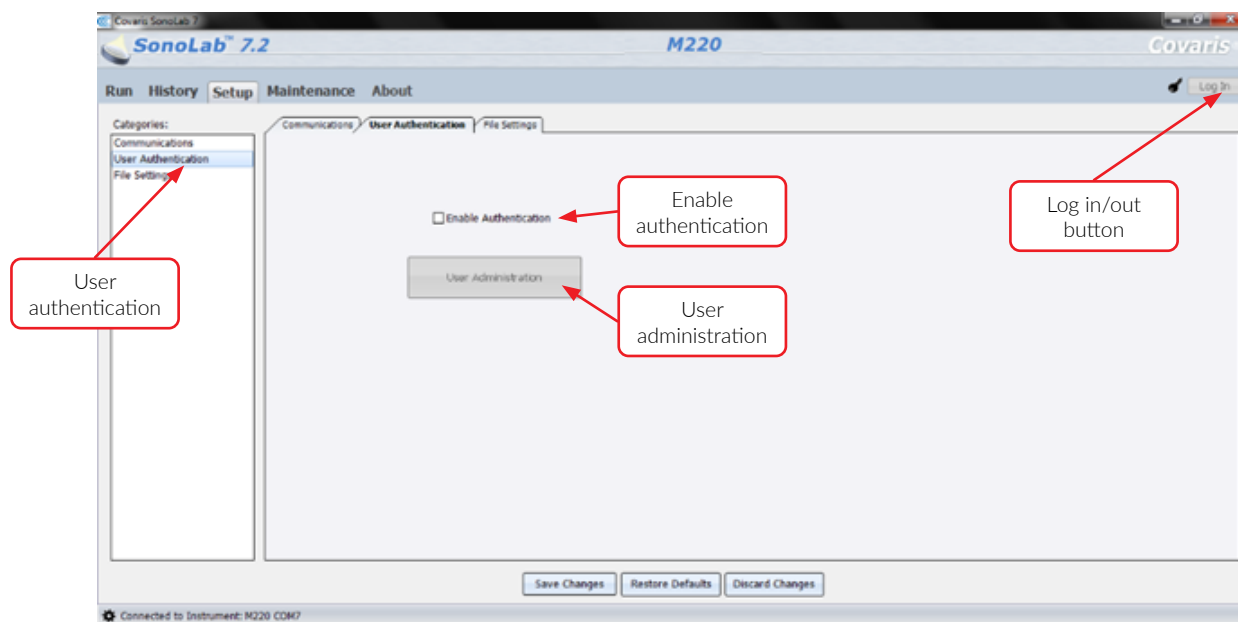 Covaris SonoLab 7
SonoLab™ 7.2
M220
Covaris
Run History Setup Maintenance About
Log In
Categories:
Communications
User Authentication
File Settings
Communications User Authentication File Settings
Enable Authentication
User Administration
Enable
authentication
Log in/out
button
User
authentication
User
administration
Save Changes Restore Defaults Discard Changes
Connected to Instrument: M220 COM7